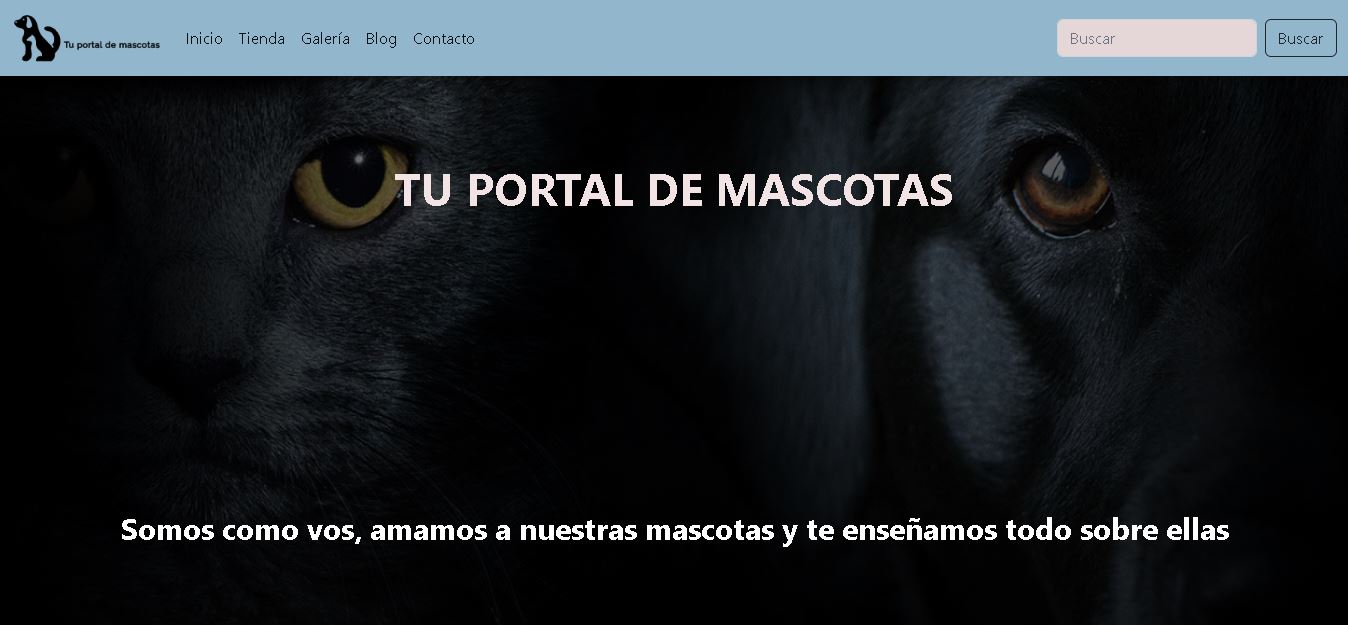 Tu portal de mascotas
Inicio Tienda Galería Blog Contacto
Buscar
Buscar
TU PORTAL DE MASCOTAS
Somos como vos, amamos a nuestras mascotas y te enseñamos todo sobre ellas